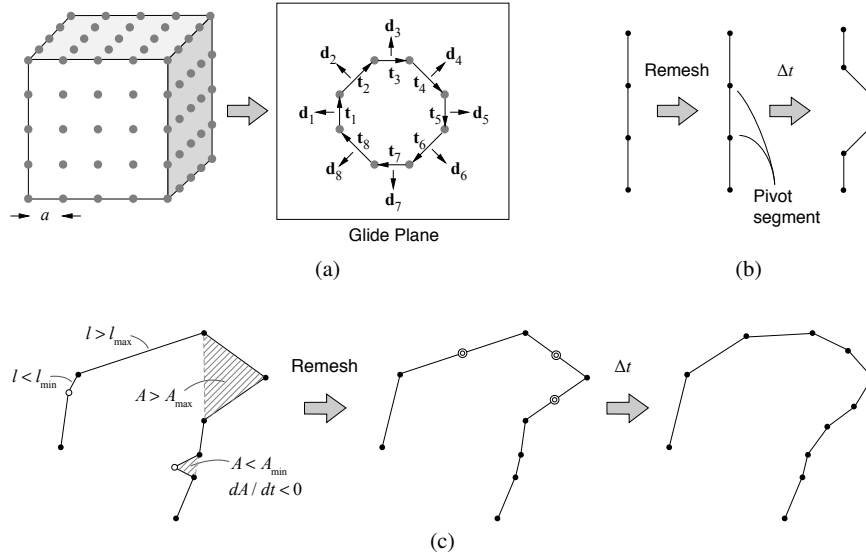 d3
d2
d4
t3
t2
t4
d1
t1
t5
d5
t8
t6
t7
d8
d6
d7
a
Glide Plane
(a)
Remesh
Δt
Pivot
segment
(b)
l > lmax
l < lmin
A > Amax
A < Amin
dA / dt < 0
Remesh
Δt
(c)